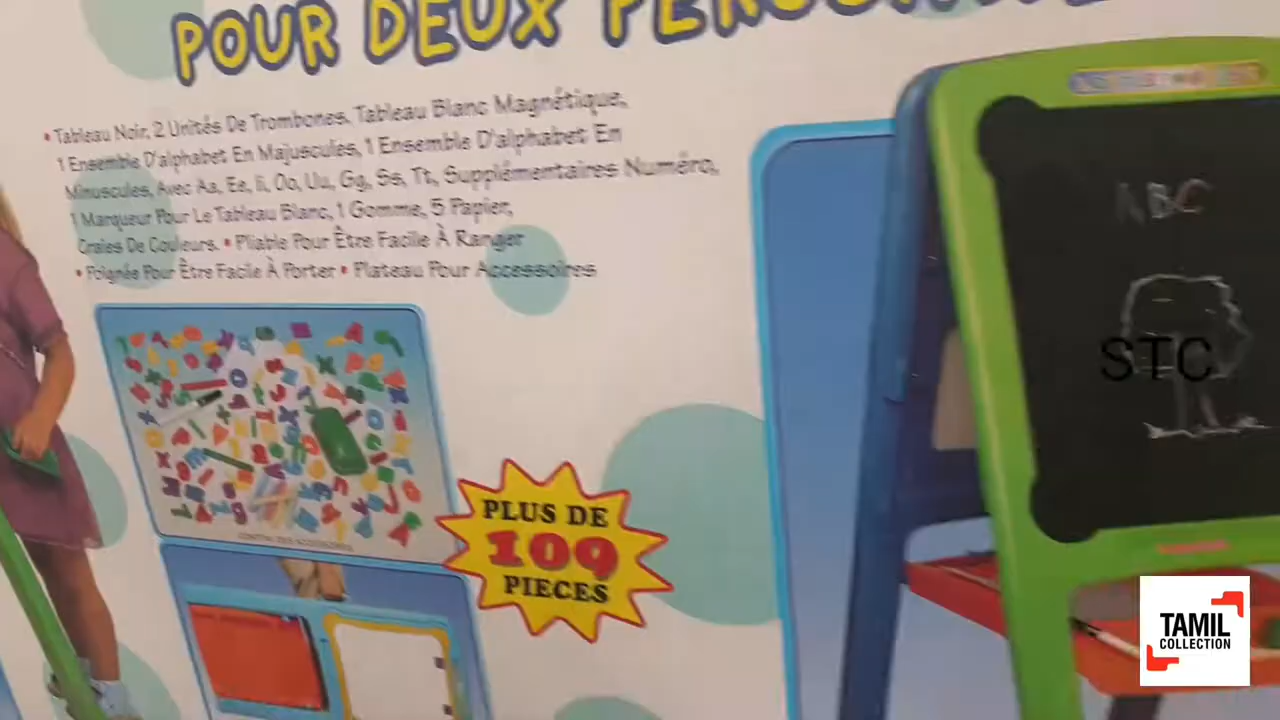 POUR DEUX
• Tableau Noir, 2 Unités De Trombones, Tableau Blanc Magnétique,
1 Ensemble D'alphabet En Majuscules, 1 Ensemble D'alphabet En
Minuscules, Avec Aa, Ee, Ii, Oo, Uu, Gg, Ss, Tt, Supplémentaires Numéro,
1 Marqueur Pour Le Tableau Blanc, 1 Gomme, 5 Papier,
Craies De Couleurs. • Pliable Pour Être Facile À Ranger
• Poignée Pour Être Facile À Porter • Plateau Pour Accessoires
ABC
STC
PLUS DE
109
PIECES
TAMIL
COLLECTION